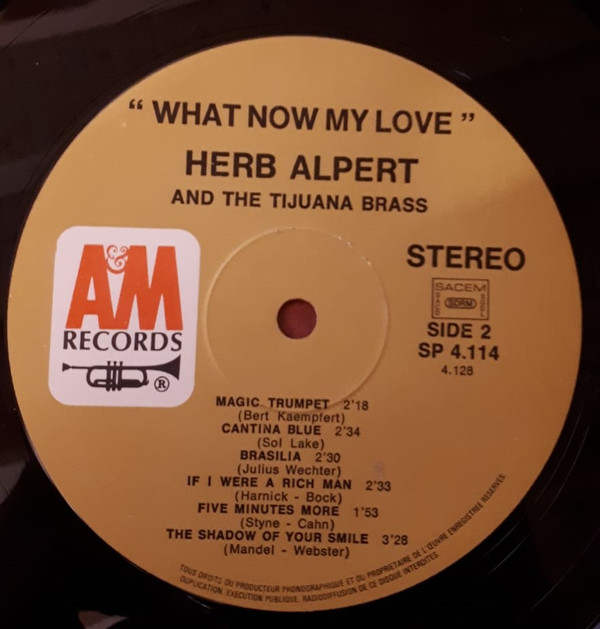 “ WHAT NOW MY LOVE ”
HERB ALPERT
AND THE TIJUANA BRASS
A&M
RECORDS
®
STEREO
SACEM
SDRM
SIDE 2
SP 4.114
4.128
MAGIC TRUMPET 2'18
(Bert Kaempfert)
CANTINA BLUE 2'34
(Sol Lake)
BRASILIA 2'30
(Julius Wechter)
IF I WERE A RICH MAN 2'33
(Harnick - Bock)
FIVE MINUTES MORE 1'53
(Styne - Cahn)
THE SHADOW OF YOUR SMILE 3'28
(Mandel - Webster)
TOUS DROITS DU PRODUCTEUR PHONOGRAPHIQUE ET DU PROPRIETAIRE DE L'ŒUVRE ENREGISTREE RESERVES
DUPLICATION, EXECUTION PUBLIQUE, RADIODIFFUSION DE CE DISQUE INTERDITES